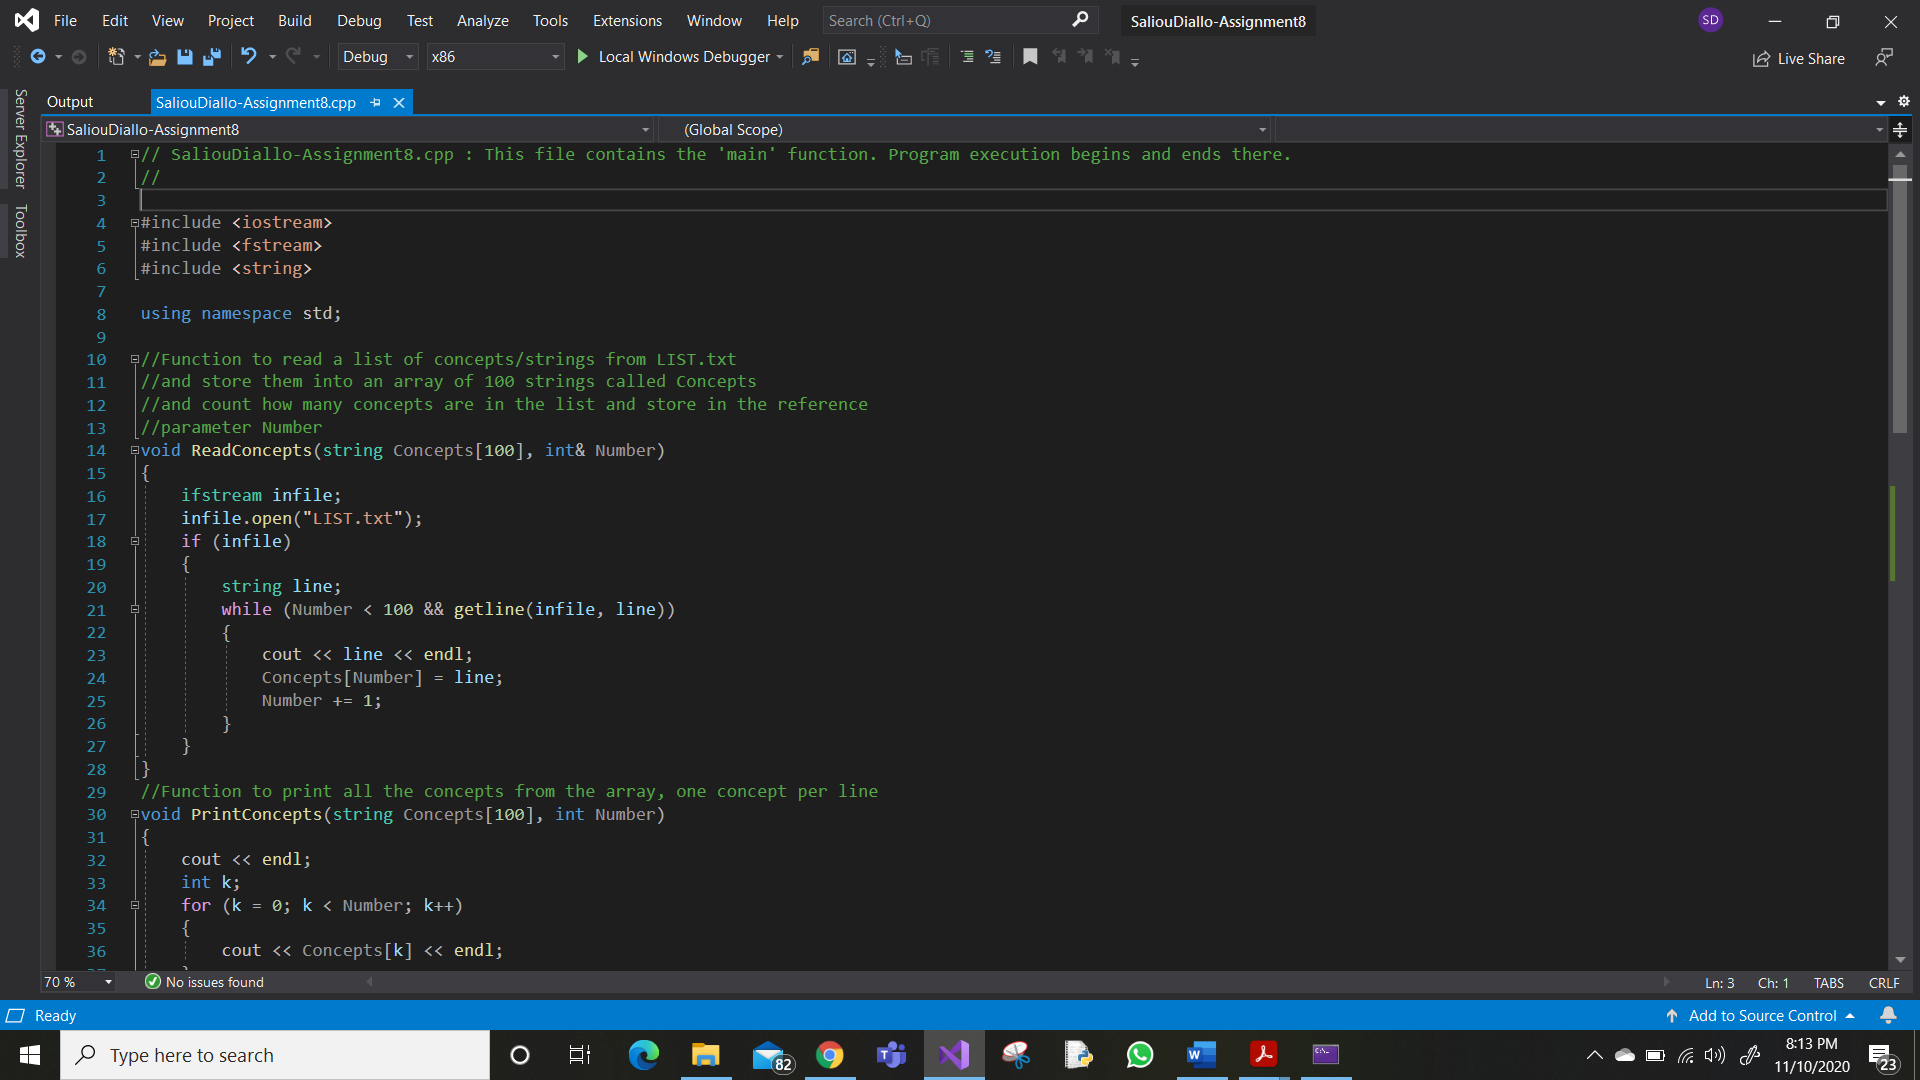 File Edit View Project Build Debug Test Analyze Tools Extensions Window Help Search (Ctrl+Q) SaliouDiallo-Assignment8 SD
Debug x86 Local Windows Debugger Live Share
Server Explorer
Toolbox
Output SaliouDiallo-Assignment8.cpp
SaliouDiallo-Assignment8 (Global Scope)
1 // SaliouDiallo-Assignment8.cpp : This file contains the 'main' function. Program execution begins and ends there.
2 //
3
4 #include <iostream>
5 #include <fstream>
6 #include <string>
7
8 using namespace std;
9
10 //Function to read a list of concepts/strings from LIST.txt
11 //and store them into an array of 100 strings called Concepts
12 //and count how many concepts are in the list and store in the reference
13 //parameter Number
14 void ReadConcepts(string Concepts[100], int& Number)
15 {
16 ifstream infile;
17 infile.open("LIST.txt");
18 if (infile)
19 {
20 string line;
21 while (Number < 100 && getline(infile, line))
22 {
23 cout << line << endl;
24 Concepts[Number] = line;
25 Number += 1;
26 }
27 }
28 }
29 //Function to print all the concepts from the array, one concept per line
30 void PrintConcepts(string Concepts[100], int Number)
31 {
32 cout << endl;
33 int k;
34 for (k = 0; k < Number; k++)
35 {
36 cout << Concepts[k] << endl;
70 % No issues found Ln: 3 Ch: 1 TABS CRLF
Ready Add to Source Control
Type here to search 82 8:13 PM
11/10/2020 23